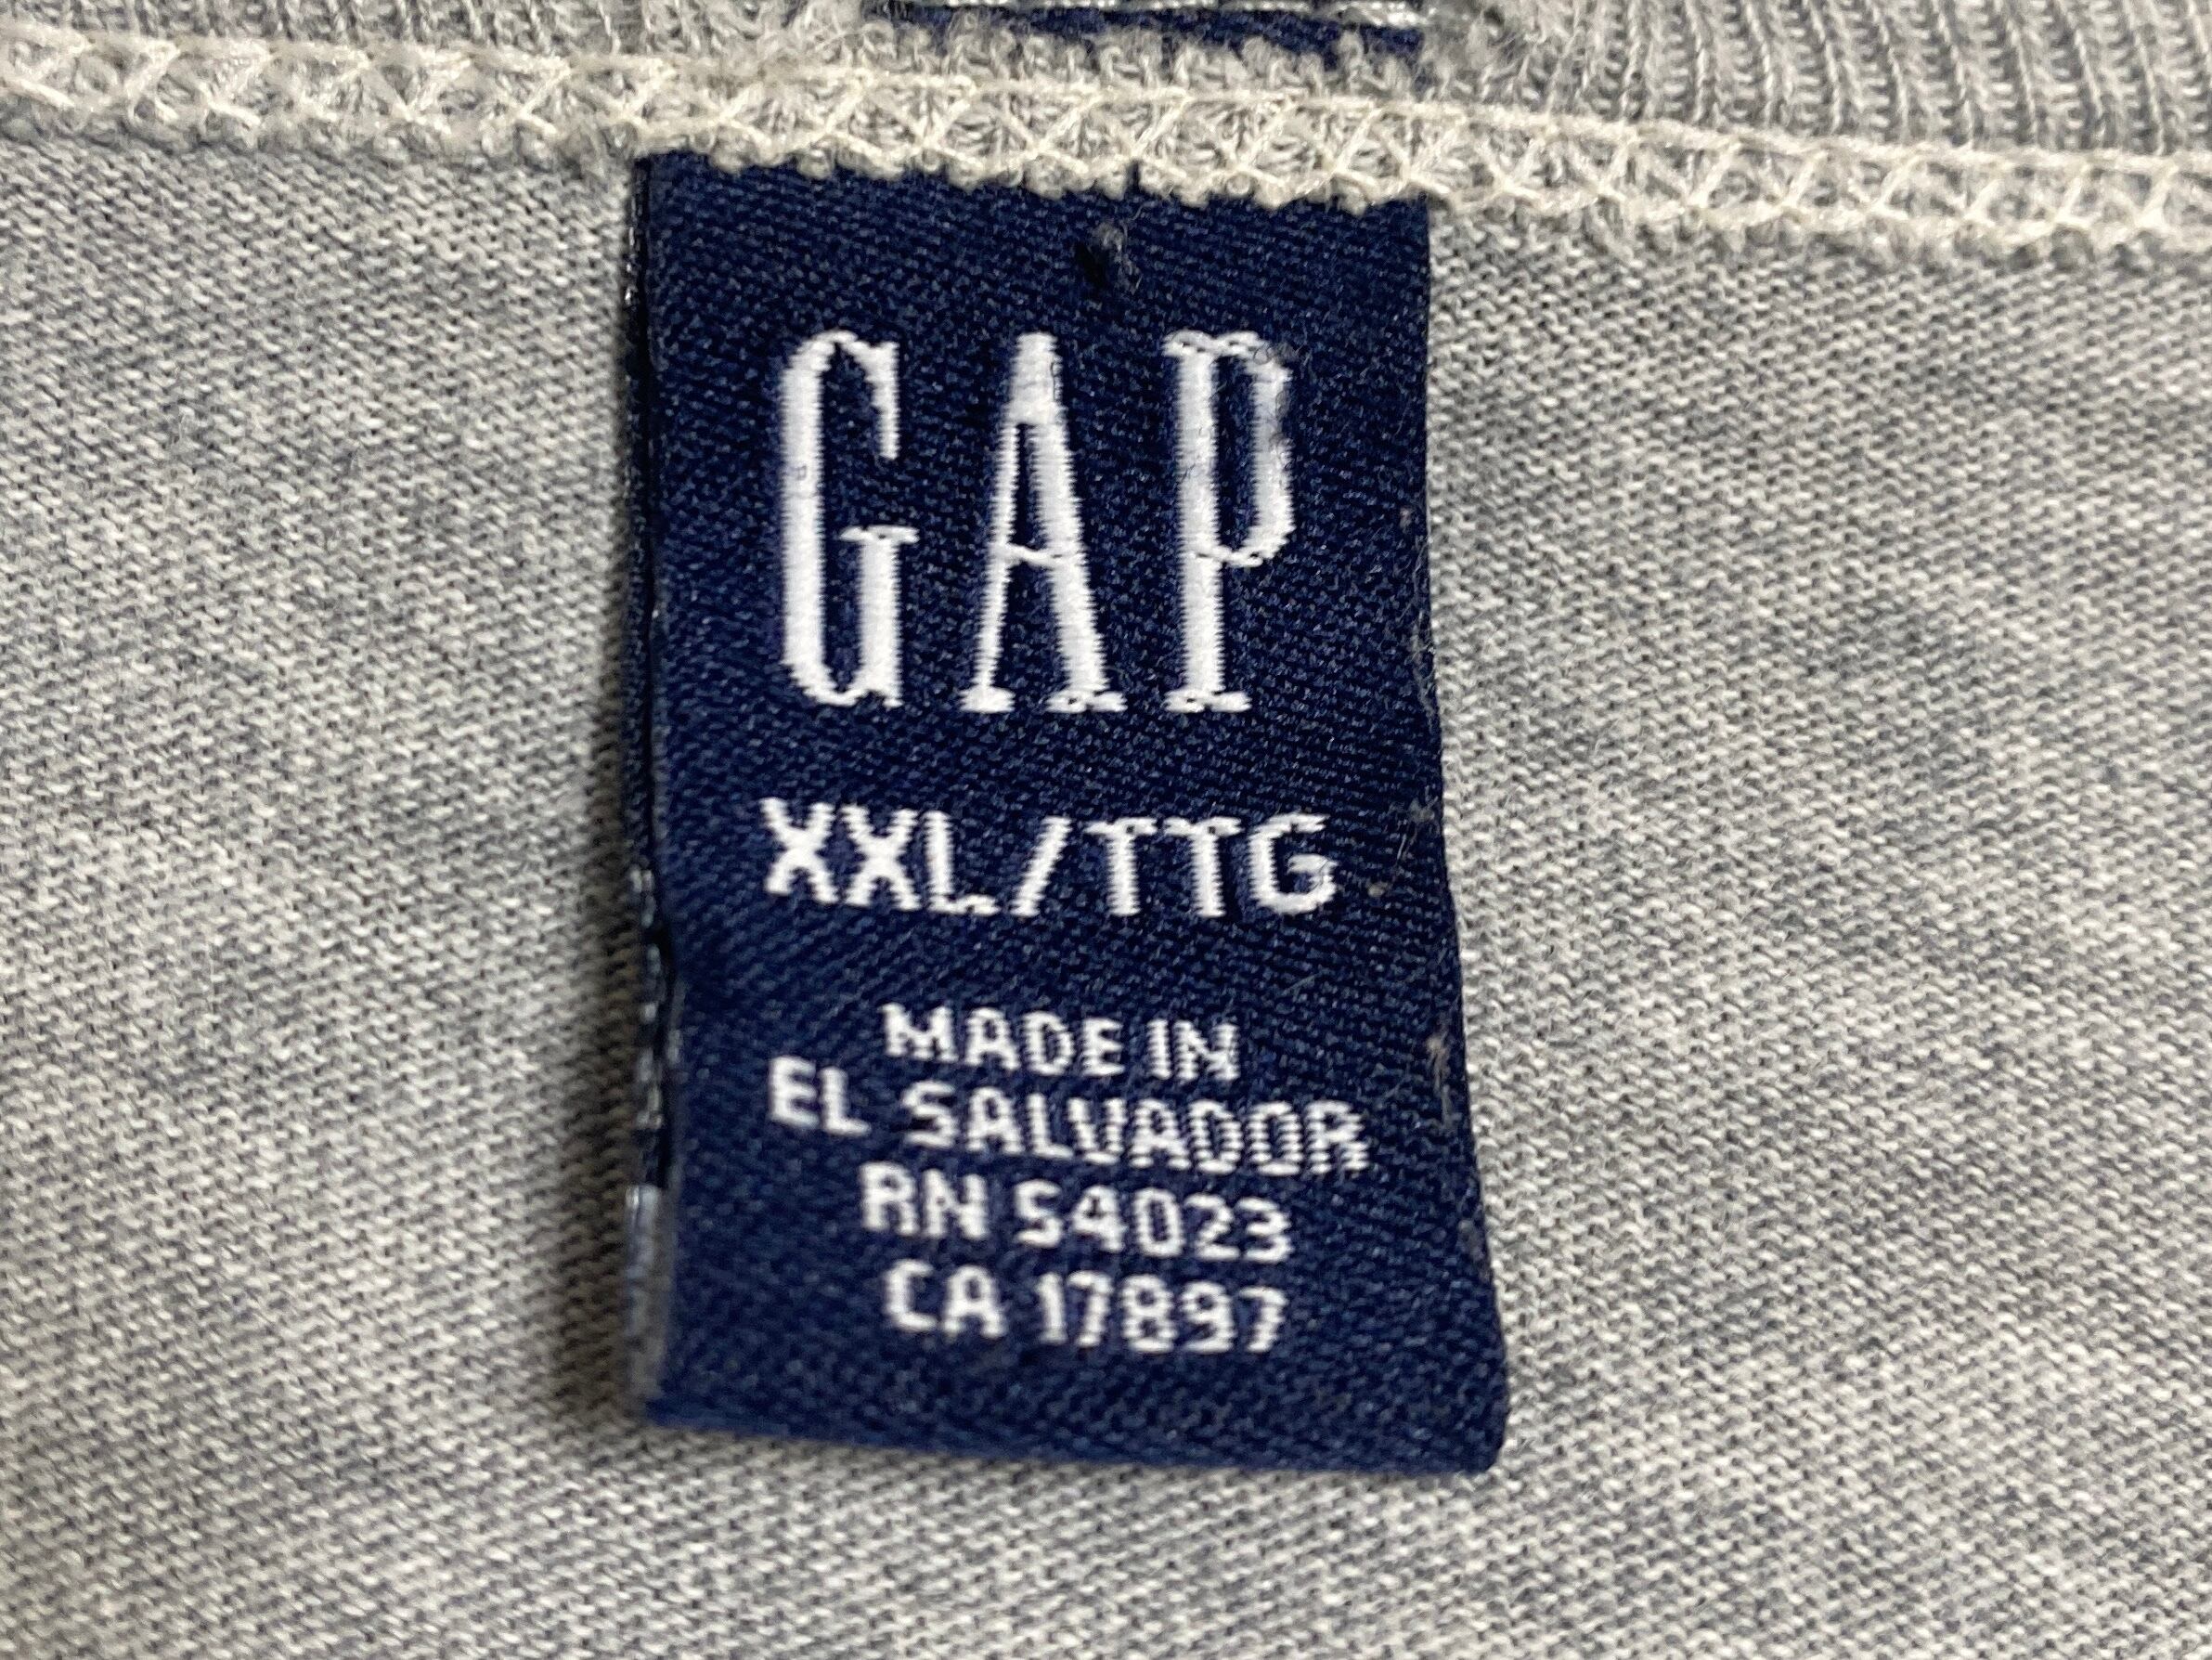 GAP
XXL/TTG
MADE IN
EL SALVADOR
RN 54023
CA 17897